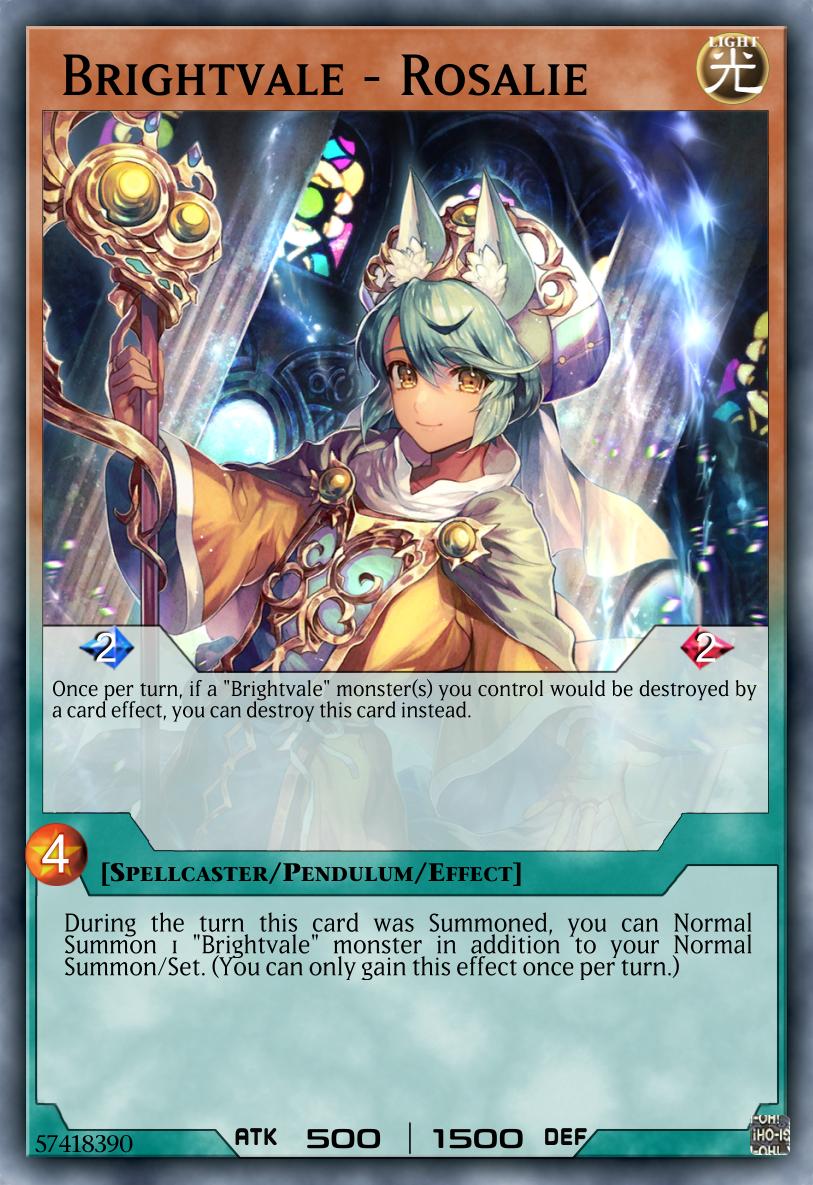 LIGHT
光
Brightvale - Rosalie
2
2
Once per turn, if a "Brightvale" monster(s) you control would be destroyed by
a card effect, you can destroy this card instead.
4
[Spellcaster/Pendulum/Effect]
During the turn this card was Summoned, you can Normal
Summon 1 "Brightvale" monster in addition to your Normal
Summon/Set. (You can only gain this effect once per turn.)
57418390
ATK 500 | 1500 DEF